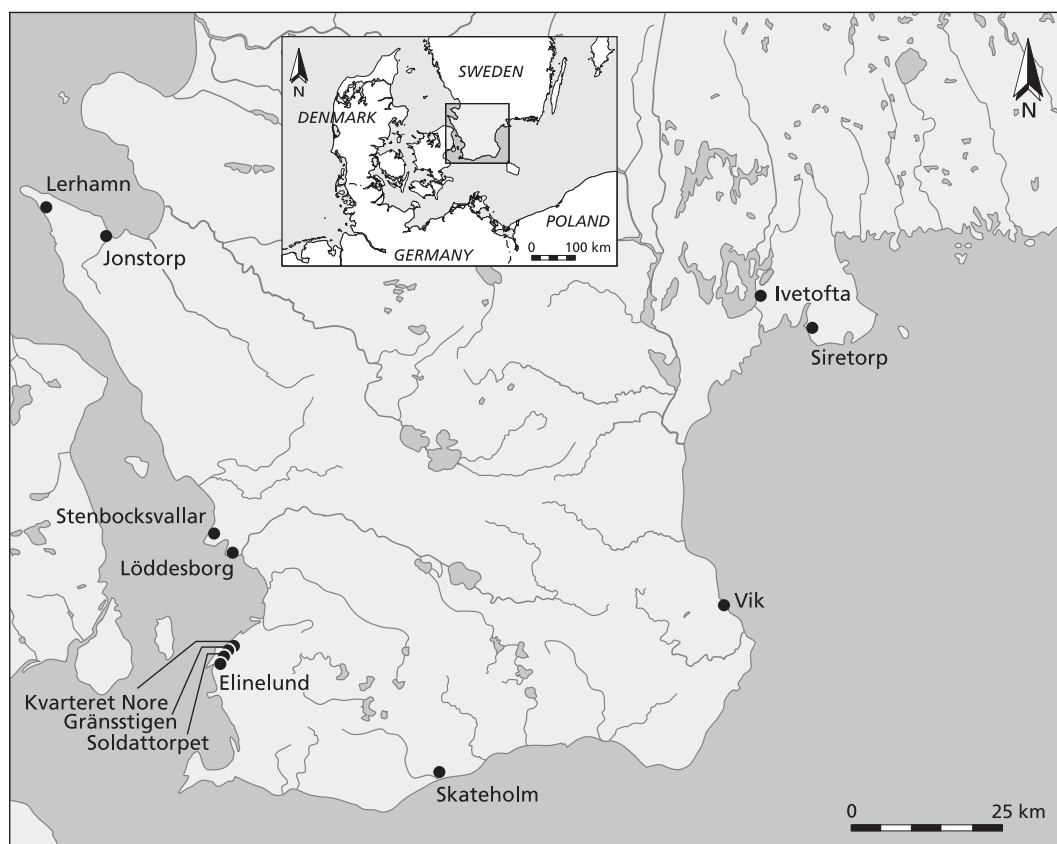 SWEDEN
DENMARK
N
N
Lerhamn
POLAND
Jonstorp
0 100 km
GERMANY
Ivetofta
Siretorp
Stenbocksvallar
Löddesborg
Vik
Elinelund
Kvarteret Nore
Gränsstigen
Soldattorpet
Skateholm
0 25 km